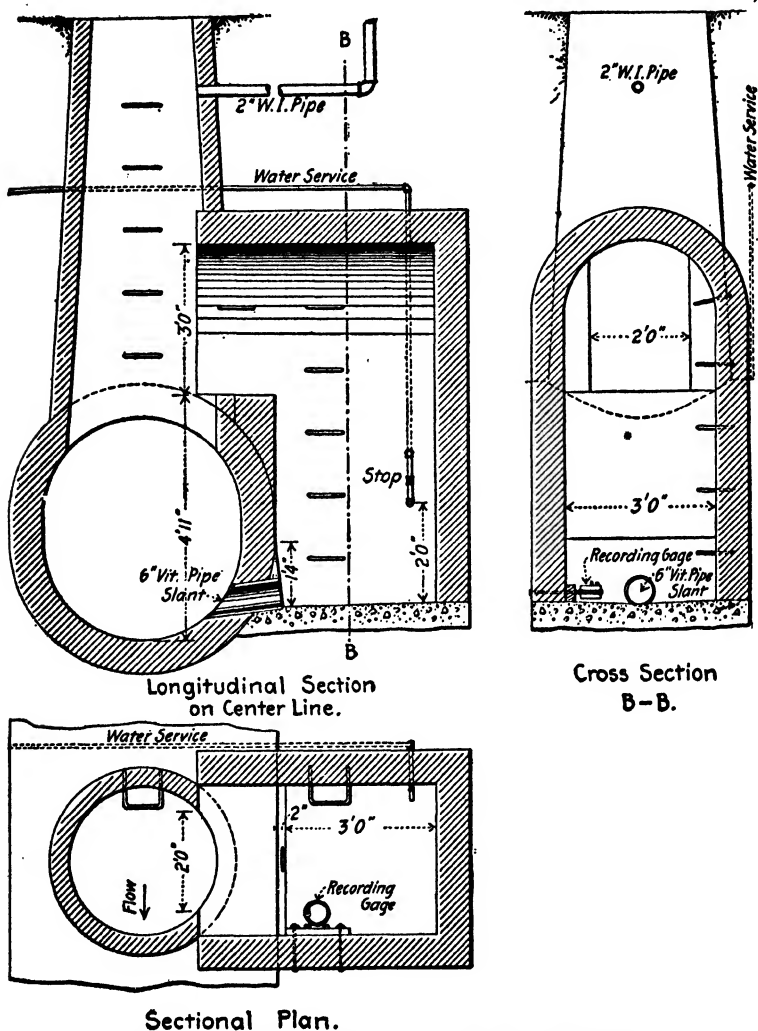 B
2"W.I.Pipe
Water Service
3'0"
Stop
4'11"
6"Vit. Pipe
Slant
1'4"
2'0"
B
Longitudinal Section
on Center Line.
2"W.I.Pipe
Water Service
2'0"
3'0"
Recording Gage
6"Vit.Pipe
Slant
Cross Section
B-B.
Water Service
2"
3'0"
2'0"
Flow
Recording
Gage
Sectional Plan.